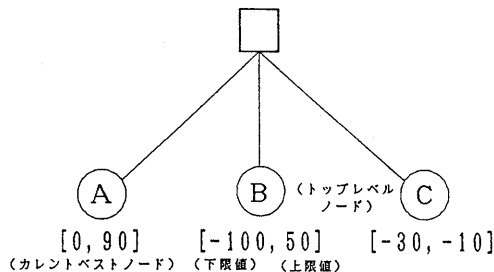 A
B
(トップレベル
ノード)
C
[0,90]
[-100,50]
[-30,-10]
(カレントベストノード)
(下限値)
(上限値)